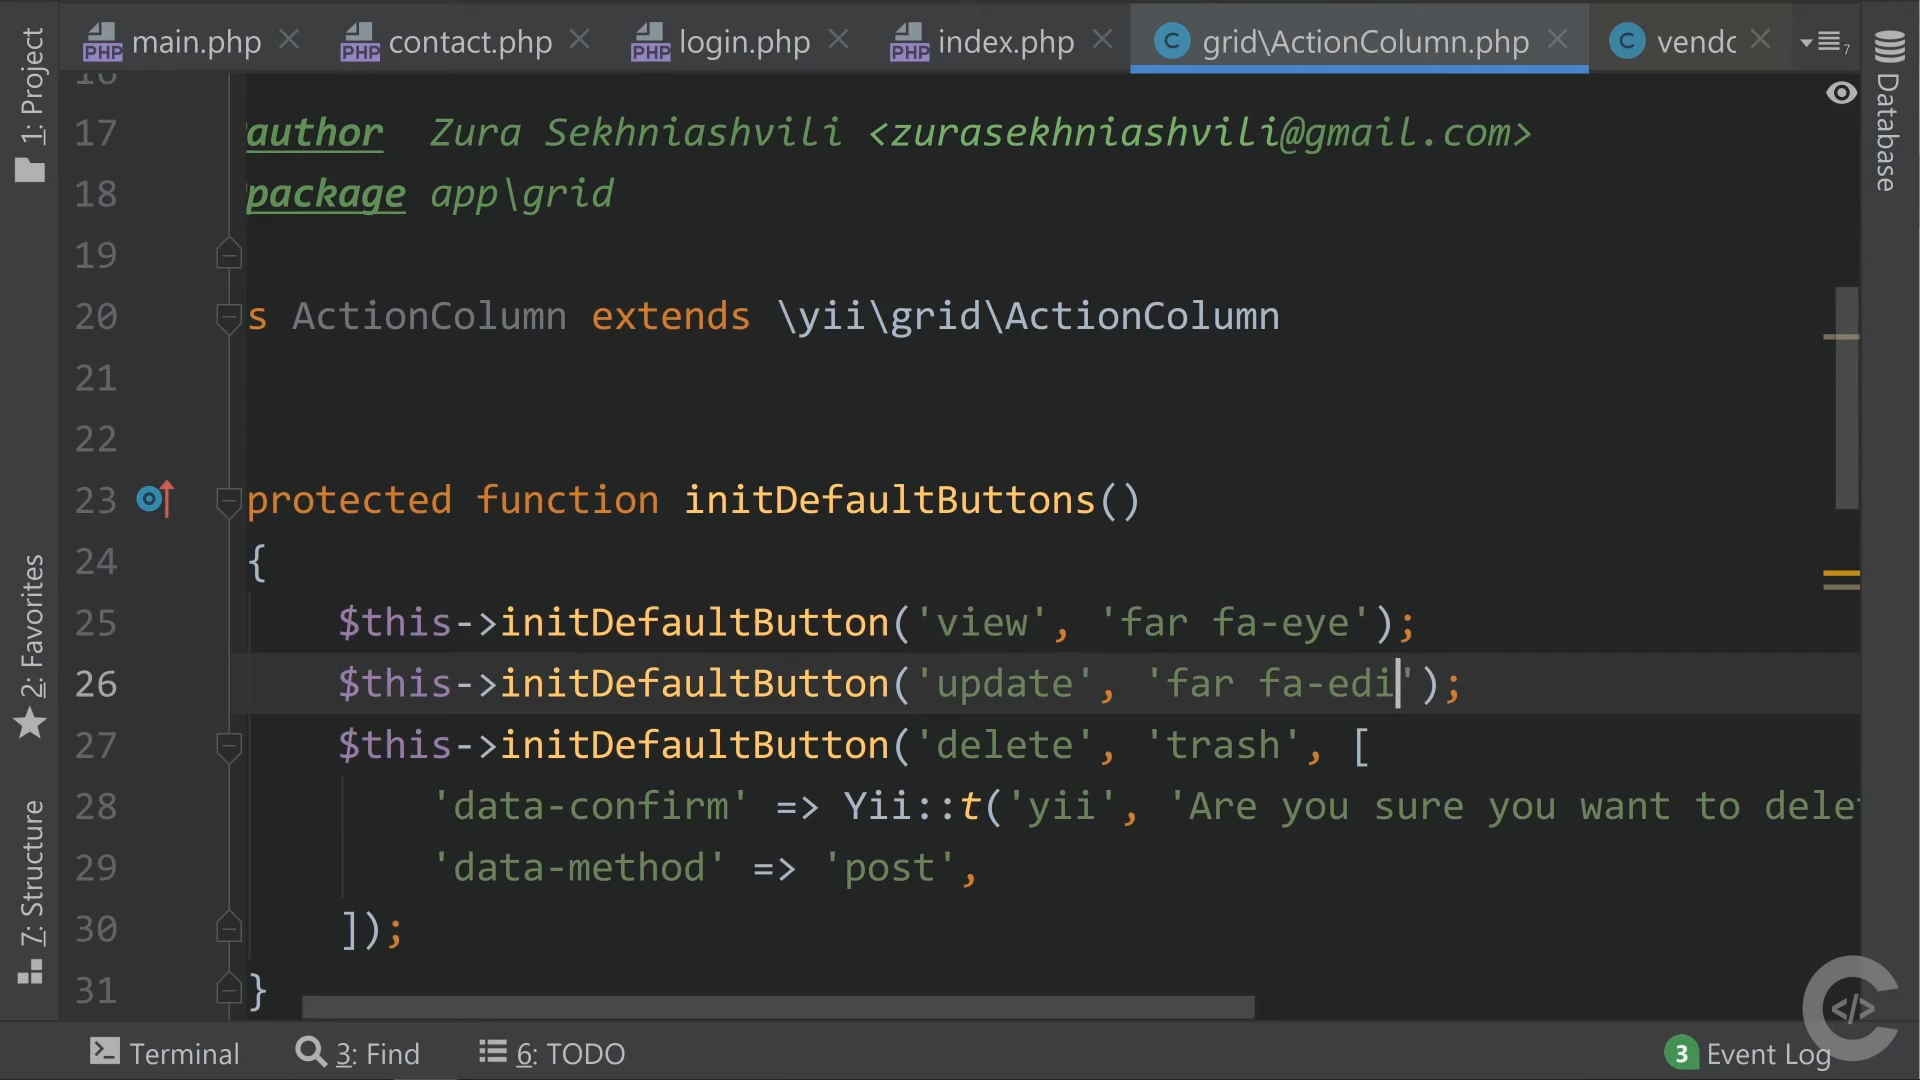 main.php
contact.php
login.php
index.php
grid\ActionColumn.php
vendc
7
1: Project
2: Favorites
7: Structure
Database
17 author Zura Sekhniashvili <zurasekhniashvili@gmail.com>
18 package app\grid
19
20 s ActionColumn extends \yii\grid\ActionColumn
21
22
23 protected function initDefaultButtons()
24 {
25 $this->initDefaultButton('view', 'far fa-eye');
26 $this->initDefaultButton('update', 'far fa-edi');
27 $this->initDefaultButton('delete', 'trash', [
28 'data-confirm' => Yii::t('yii', 'Are you sure you want to dele
29 'data-method' => 'post',
30 ]);
31 }
Terminal
3: Find
6: TODO
3 Event Log